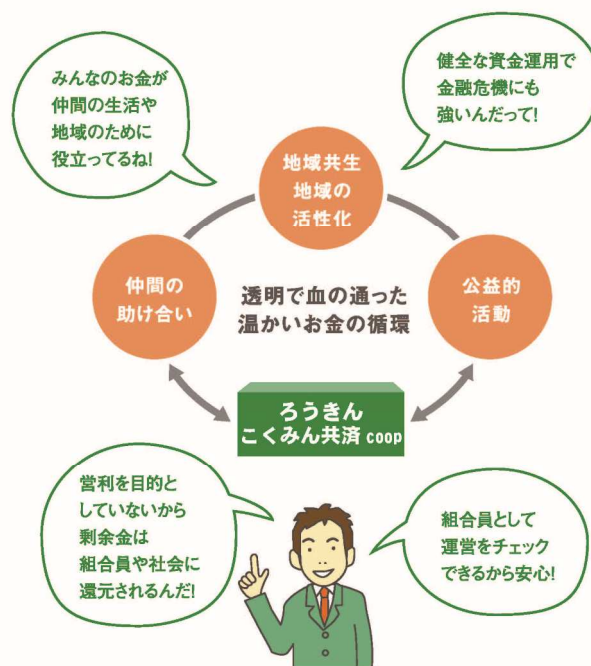 みんなのお金が
仲間の生活や
地域のために
役立ってるね!
健全な資金運用で
金融危機にも
強いんだって!
地域共生
地域の
活性化
仲間の
助け合い
透明で血の通った
温かいお金の循環
公益的
活動
ろうきん
こくみん共済 coop
営利を目的と
していないから
剰余金は
組合員や社会に
還元されるんだ!
組合員として
運営をチェック
できるから安心!